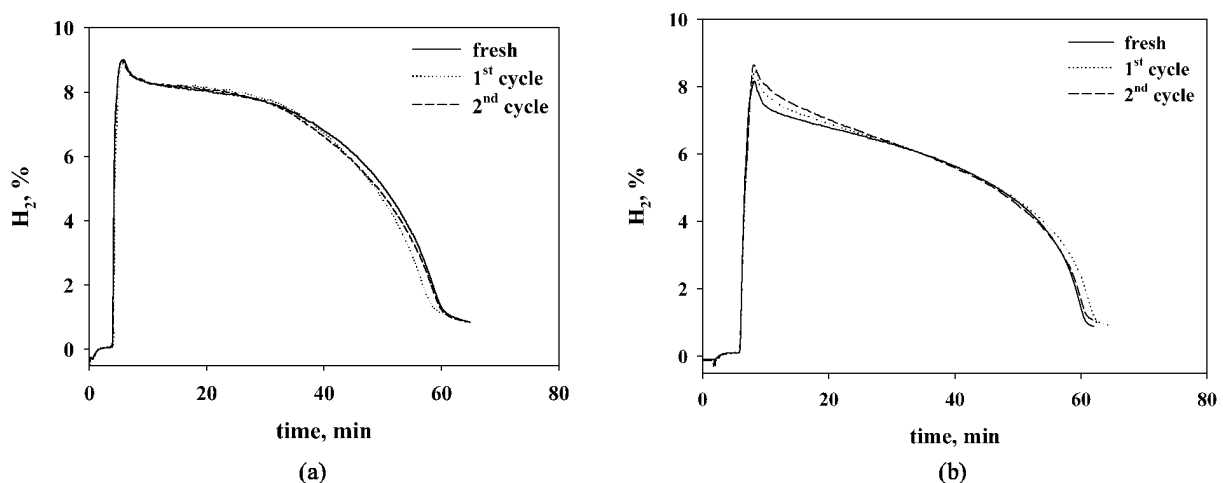 10
8
6
4
2
0
H2, %
fresh
1st cycle
2nd cycle
0 20 40 60 80
time, min
(a)
10
8
6
4
2
0
H2, %
fresh
1st cycle
2nd cycle
0 20 40 60 80
time, min
(b)